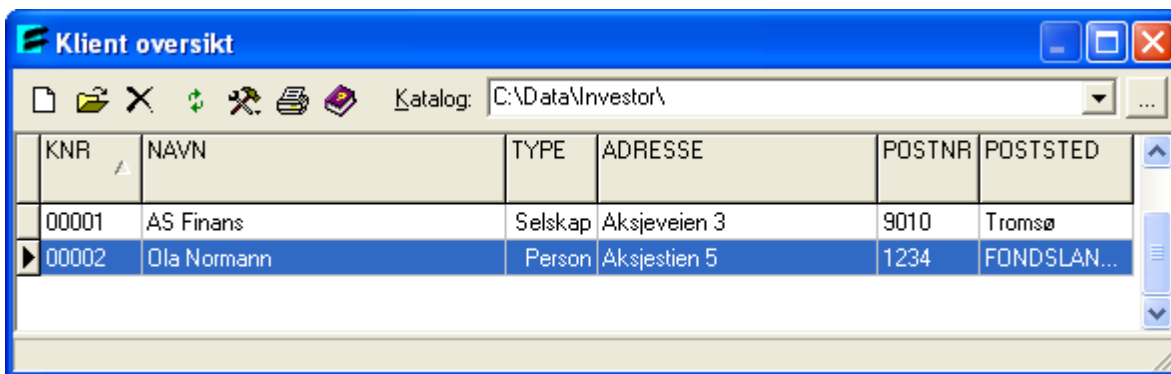 Klient oversikt
Katalog: C:\Data\Investor\ ...
KNR NAVN TYPE ADRESSE POSTNR POSTSTED
00001 AS Finans Selskap Aksjeveien 3 9010 Tromsø
00002 Ola Normann Person Aksjestien 5 1234 FONDSLAN...